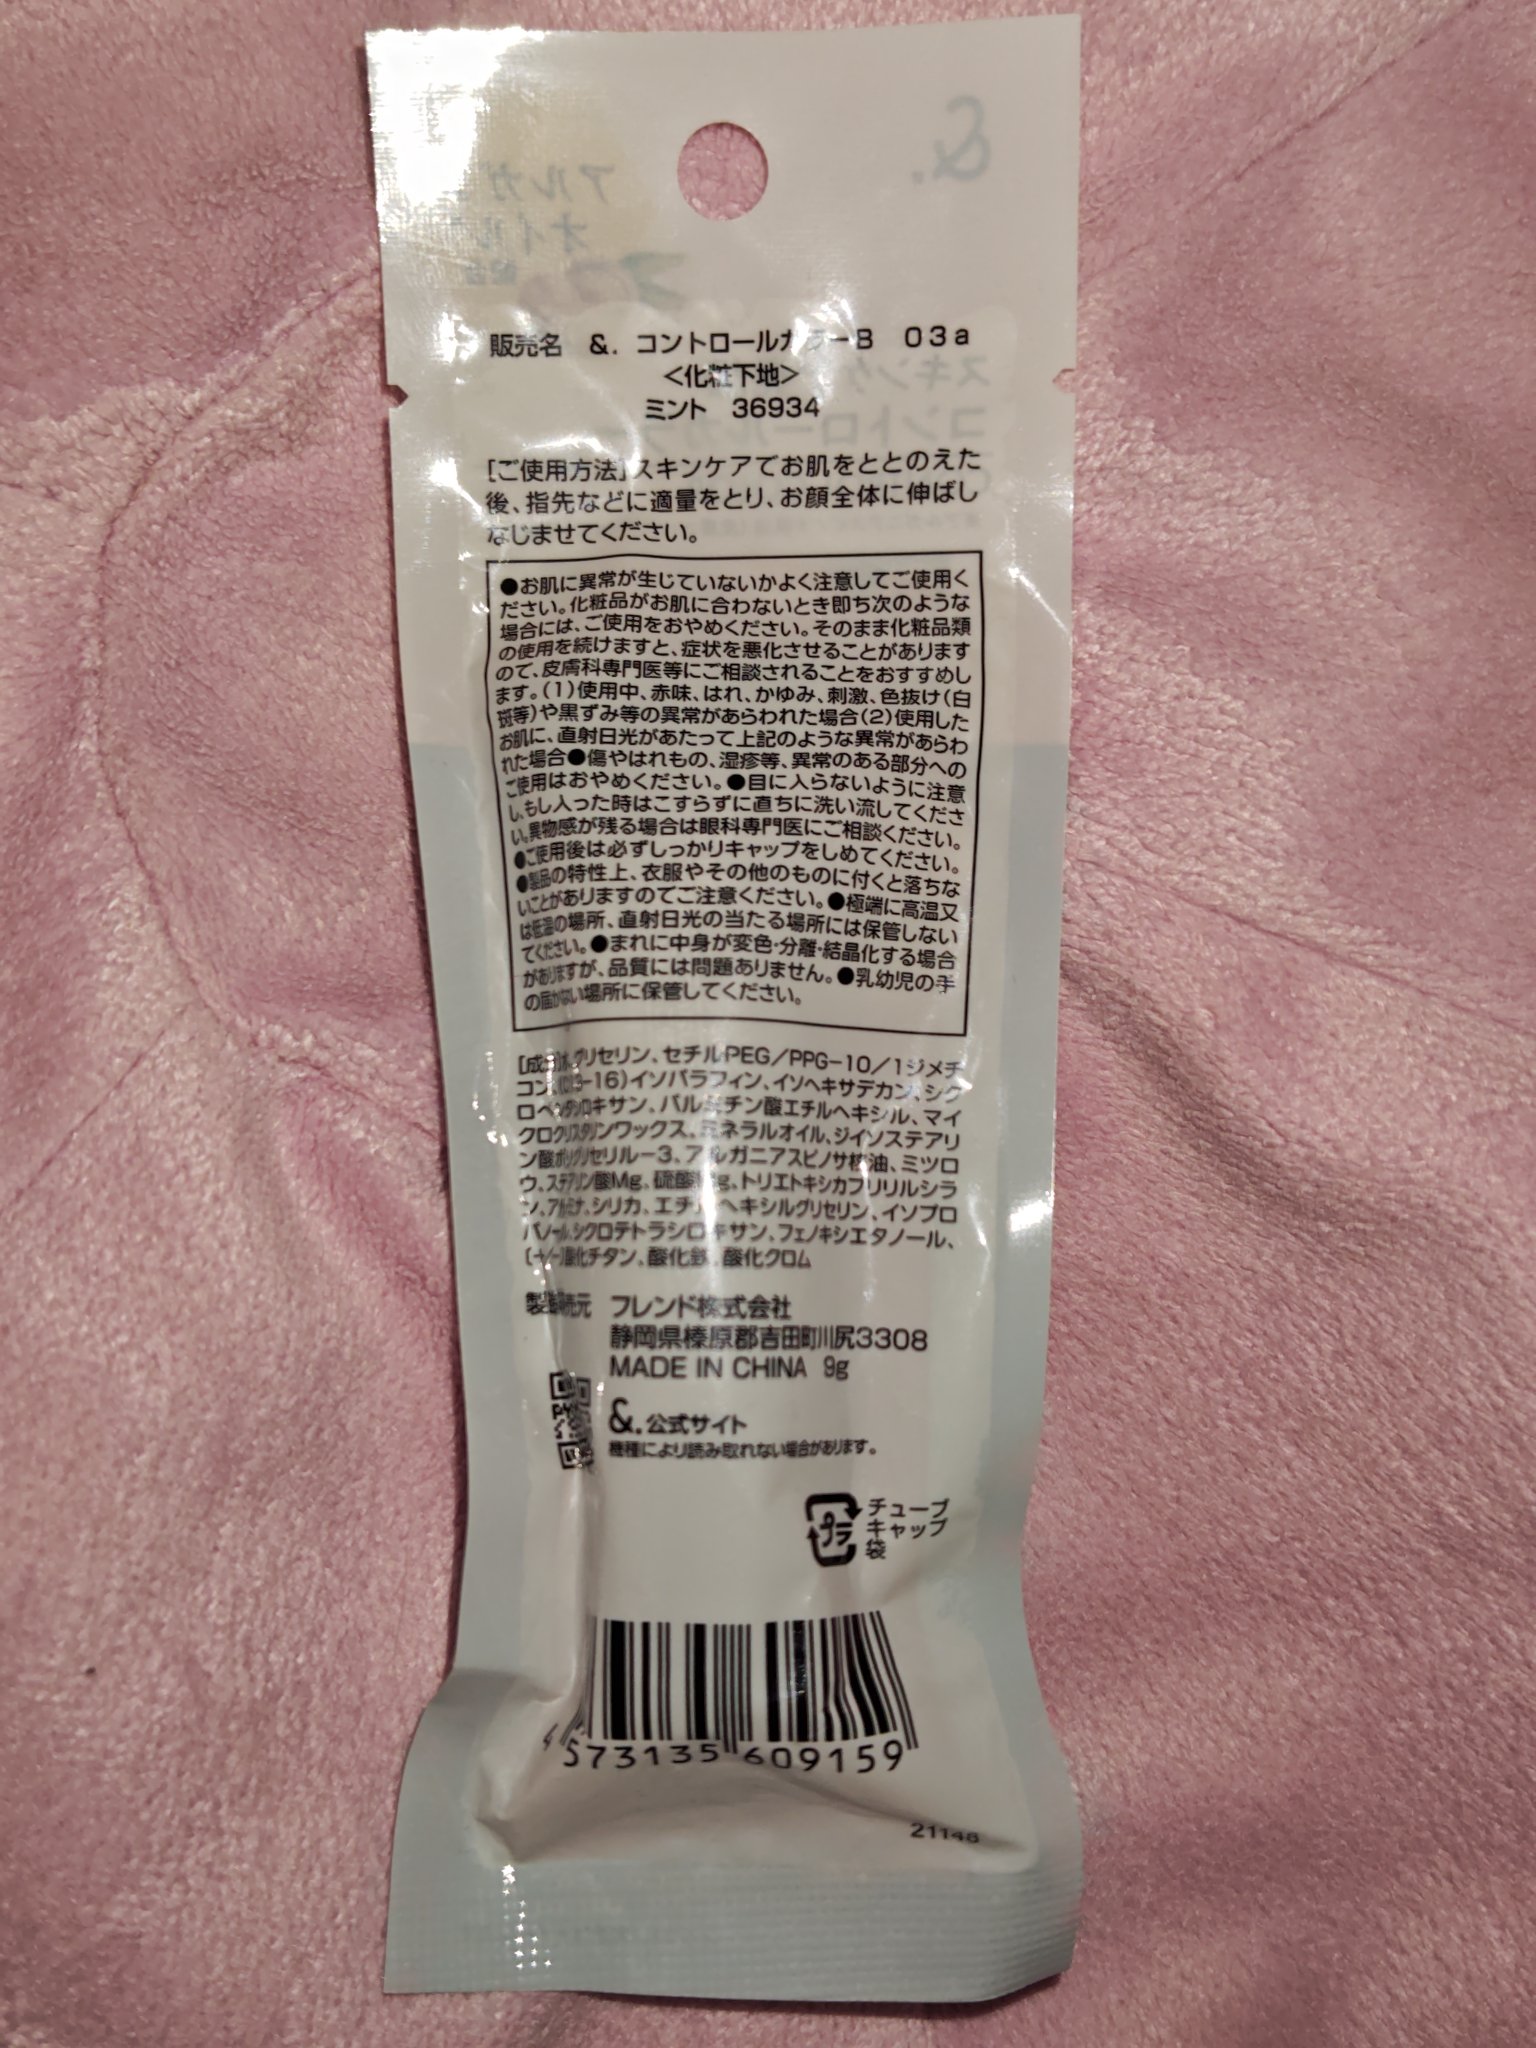 &.
アルガン
オイル
配合
スキンケア
コントロールカラー
販売名 &. コントロールカラーB 03a
<化粧下地>
ミント 36934
[ご使用方法]スキンケアでお肌をととのえた
後、指先などに適量をとり、お顔全体に伸ばし
なじませてください。
●お肌に異常が生じていないかよく注意してご使用く
ださい。化粧品がお肌に合わないとき即ち次のような
場合には、ご使用をおやめください。そのまま化粧品類
の使用を続けますと、症状を悪化させることがあります
ので、皮膚科専門医等にご相談されることをおすすめし
ます。(1)使用中、赤味、はれ、かゆみ、刺激、色抜け(白
斑等)や黒ずみ等の異常があらわれた場合(2)使用した
お肌に、直射日光があたって上記のような異常があらわ
れた場合●傷やはれもの、湿疹等、異常のある部分への
ご使用はおやめください。●目に入らないように注意
し、もし入った時はこすらずに直ちに洗い流してくださ
い。異物感が残る場合は眼科専門医にご相談ください。
●ご使用後は必ずしっかりキャップをしめてください。
●製品の特性上、衣服やその他のものに付くと落ちな
いことがありますのでご注意ください。●極端に高温又
は低温の場所、直射日光の当たる場所には保管しない
てください。●まれに中身が変色・分離・結晶化する場合
がありますが、品質には問題ありません。●乳幼児の手
の届かない場所に保管してください。
[成分]水、グリセリン、セチルPEG/PPG-10/1ジメチ
コン、(C13-16)イソパラフィン、イソヘキサデカン、シク
ロペンタシロキサン、パルミチン酸エチルヘキシル、マイ
クロクリスタリンワックス、ミネラルオイル、ジイソステアリ
ン酸ポリグリセリル-3、アルガニアスピノサ核油、ミツロ
ウ、ステアリン酸Mg、硫酸Mg、トリエトキシカプリリルシラ
ン、アルミナ、シリカ、エチルヘキシルグリセリン、イソプロ
パノール、シクロテトラシロキサン、フェノキシエタノール、
(+/-)酸化チタン、酸化鉄、酸化クロム
製造販売元 フレンド株式会社
静岡県榛原郡吉田町川尻3308
MADE IN CHINA 9g
&.公式サイト
機種により読み取れない場合があります。
プラ
チューブ
キャップ
袋
4 573135 609159
21148